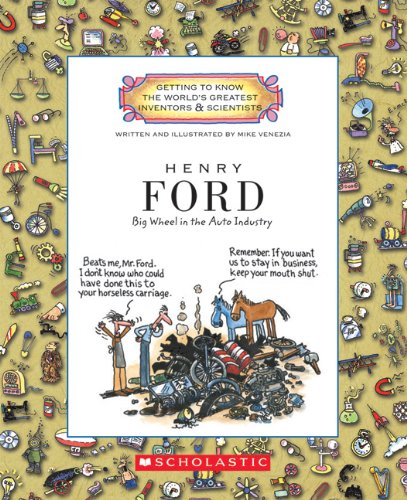 GETTING TO KNOW
THE WORLD'S GREATEST
INVENTORS & SCIENTISTS
WRITTEN AND ILLUSTRATED BY MIKE VENEZIA
HENRY
FORD
Big Wheel in the Auto Industry
Beats me, Mr. Ford.
I don't know who could
have done this to
your horseless carriage.
Remember. If you want
us to stay in business,
keep your mouth shut.
SCHOLASTIC